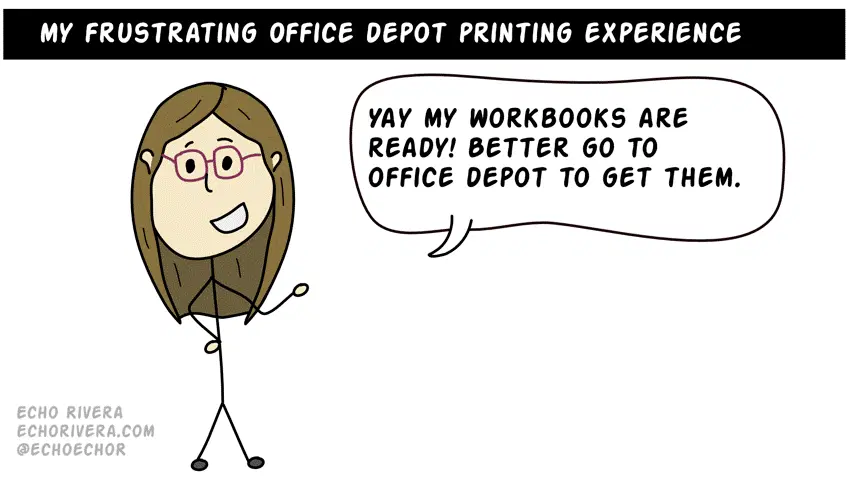 MY FRUSTRATING OFFICE DEPOT PRINTING EXPERIENCE
YAY MY WORKBOOKS ARE
READY! BETTER GO TO
OFFICE DEPOT TO GET THEM.
ECHO RIVERA
ECHORIVERA.COM
@ECHOECHOR